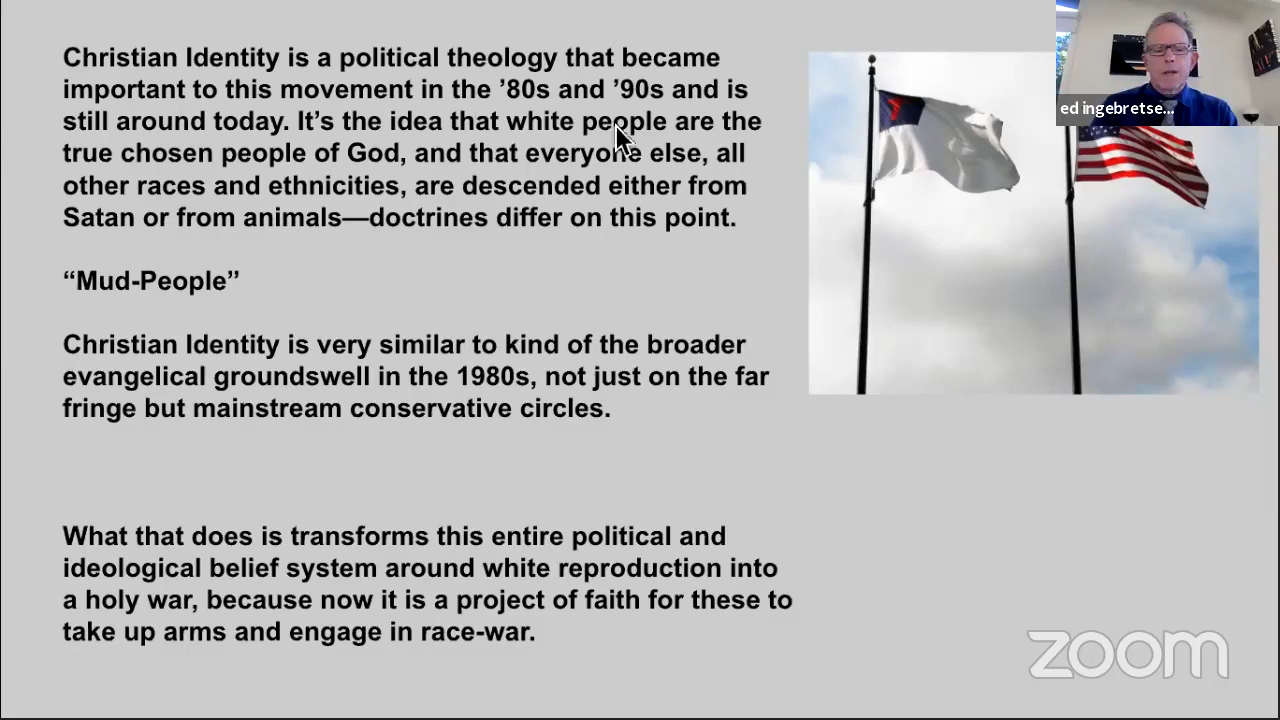 Christian Identity is a political theology that became
important to this movement in the ’80s and ’90s and is
still around today. It’s the idea that white people are the
true chosen people of God, and that everyone else, all
other races and ethnicities, are descended either from
Satan or from animals—doctrines differ on this point.
“Mud-People”
Christian Identity is very similar to kind of the broader
evangelical groundswell in the 1980s, not just on the far
fringe but mainstream conservative circles.
What that does is transforms this entire political and
ideological belief system around white reproduction into
a holy war, because now it is a project of faith for these to
take up arms and engage in race-war.
ed ingebretse...
zoom